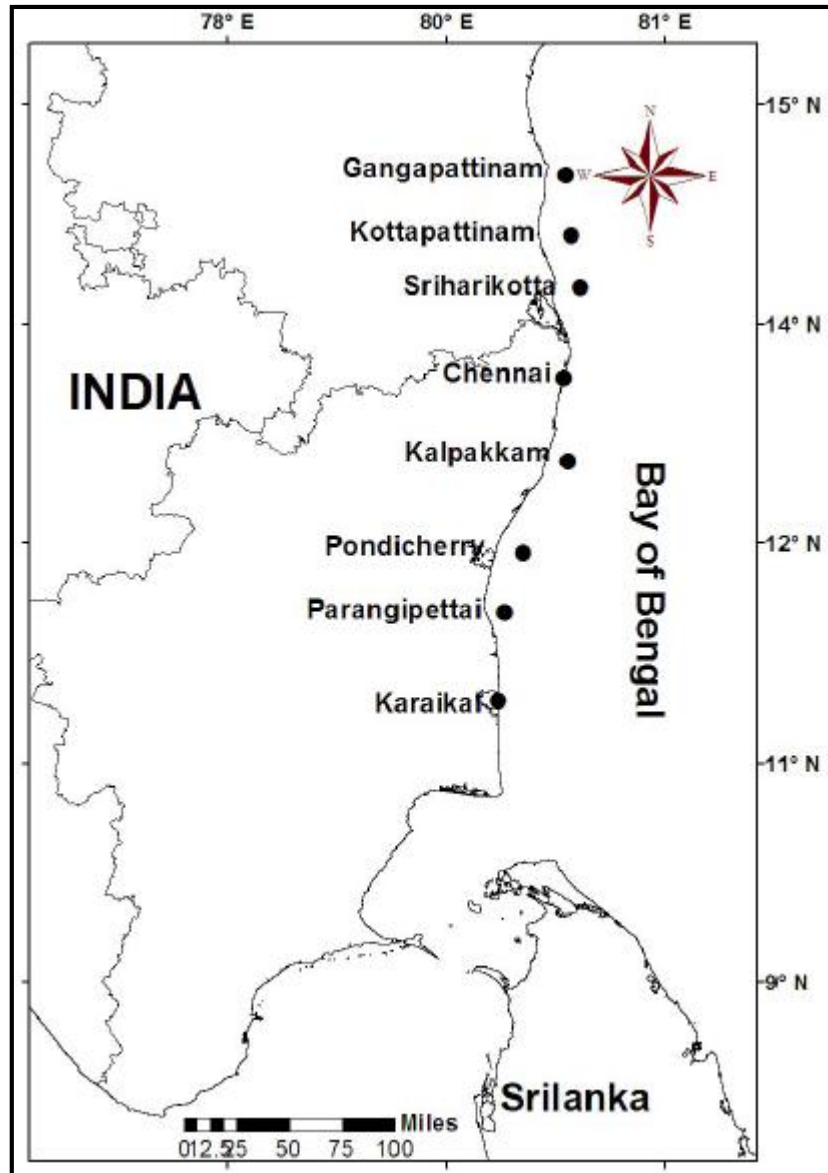 78° E 80° E 81° E
15° N
N
Gangapattinam W E
S
Kottapattinam
Sriharikotta
14° N
Chennai
INDIA
Kalpakkam
Bay of Bengal
12° N
Pondicherry
Parangipettai
Karaikal
11° N
9° N
Srilanka
Miles
0 12.5 25 50 75 100